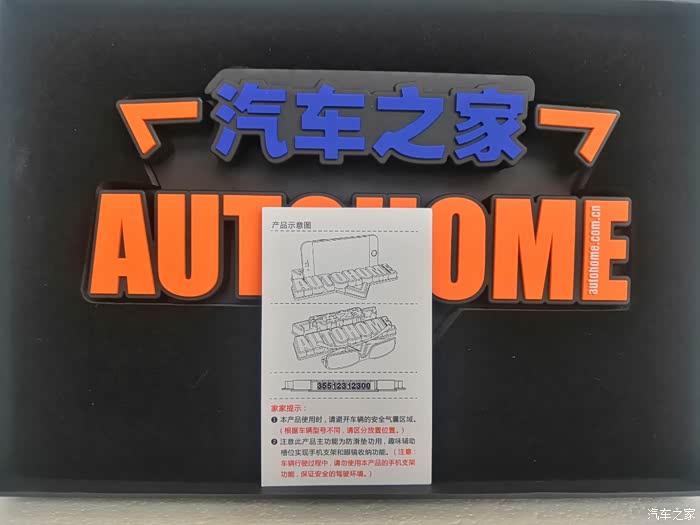 汽车之家
AUTOHOME
autohome.com.cn
产品示意图
AUTOHOME
AUTOHOME
35512312300
家家提示：
❶ 本产品使用时，请避开车辆的安全气囊区域。
（根据车辆型号不同，请区分放置位置。）
❷ 注意此产品主功能为防滑垫功用，趣味辅助
槽位实现手机支架和眼镜收纳功能。（注意：
车辆行驶过程中，请勿使用本产品的手机支架
功能，保证安全的驾驶环境。）
汽车之家